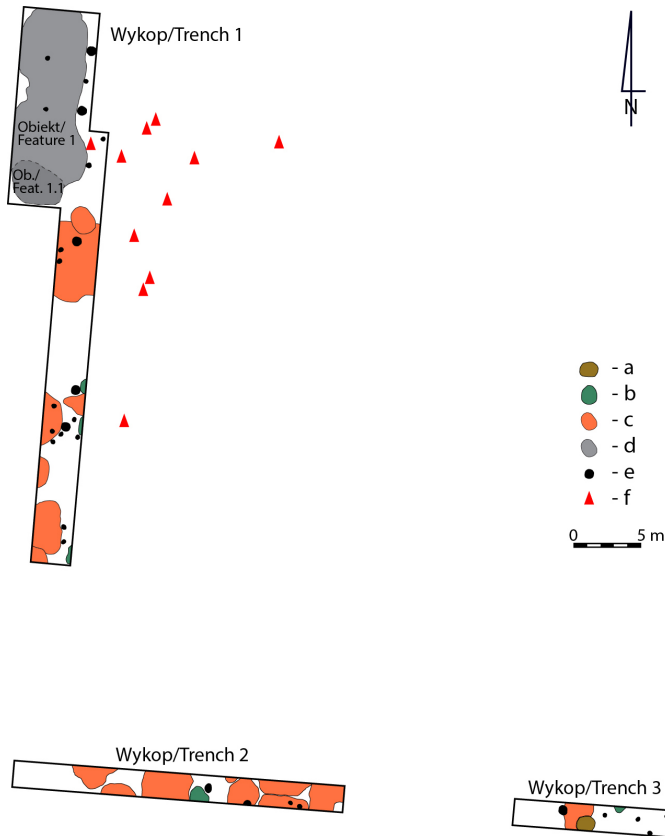 Wykop/Trench 1
N
Obiekt/
Feature 1
Ob./
Feat. 1.1
- a
- b
- c
- d
- e
- f
0 5 m
Wykop/Trench 2
Wykop/Trench 3